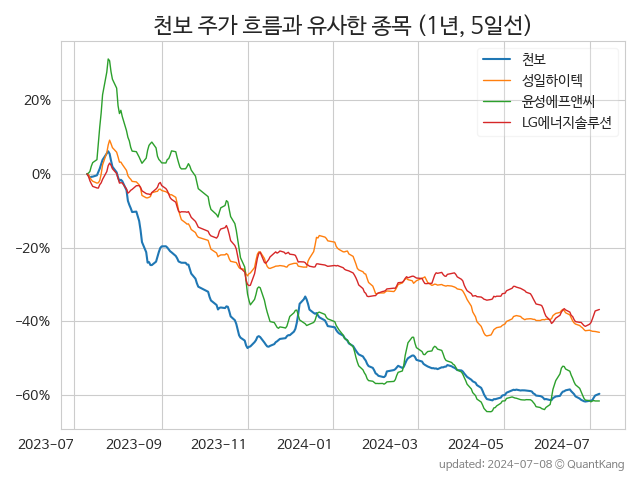 천보 주가 흐름과 유사한 종목 (1년, 5일선)
천보
성일하이텍
윤성에프앤씨
LG에너지솔루션
20%
0%
−20%
−40%
−60%
2023-07 2023-09 2023-11 2024-01 2024-03 2024-05 2024-07
updated: 2024-07-08 © QuantKang